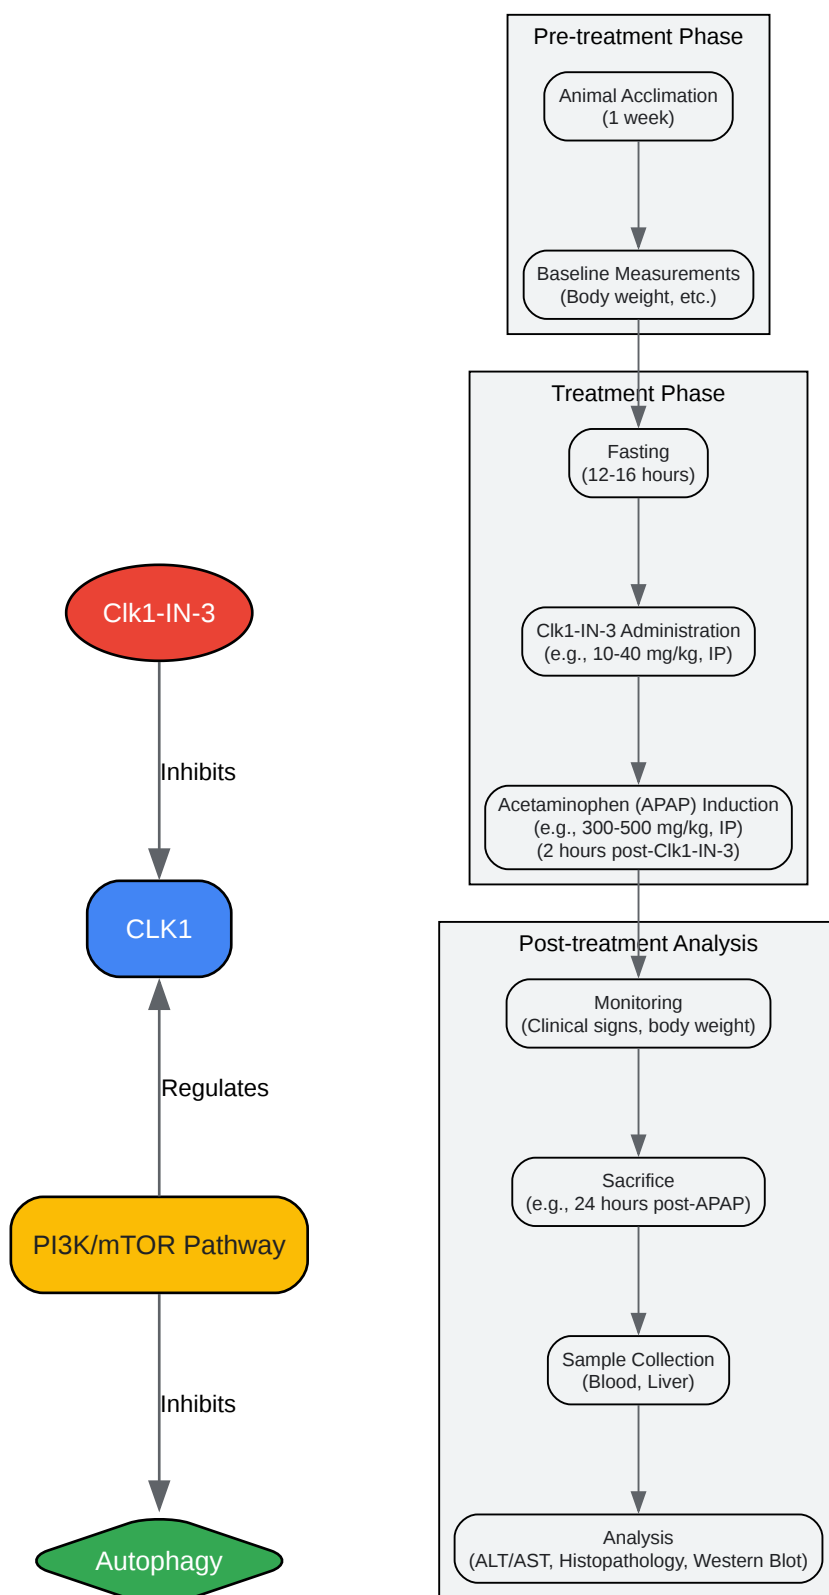 Clk1-IN-3
Inhibits
CLK1
Regulates
PI3K/mTOR Pathway
Inhibits
Autophagy
Pre-treatment Phase
Animal Acclimation
(1 week)
Baseline Measurements
(Body weight, etc.)
Treatment Phase
Fasting
(12-16 hours)
Clk1-IN-3 Administration
(e.g., 10-40 mg/kg, IP)
Acetaminophen (APAP) Induction
(e.g., 300-500 mg/kg, IP)
(2 hours post-Clk1-IN-3)
Post-treatment Analysis
Monitoring
(Clinical signs, body weight)
Sacrifice
(e.g., 24 hours post-APAP)
Sample Collection
(Blood, Liver)
Analysis
(ALT/AST, Histopathology, Western Blot)